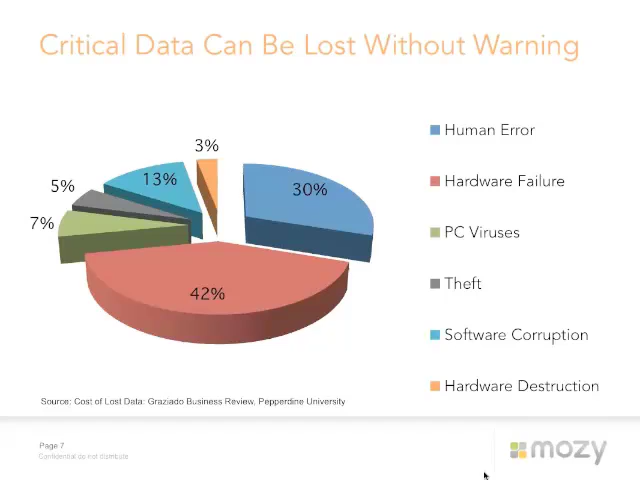 Critical Data Can Be Lost Without Warning
3%
13%
5%
7%
30%
42%
Human Error
Hardware Failure
PC Viruses
Theft
Software Corruption
Hardware Destruction
Source: Cost of Lost Data: Graziado Business Review, Pepperdine University
Page 7
Confidential do not distribute
mozy